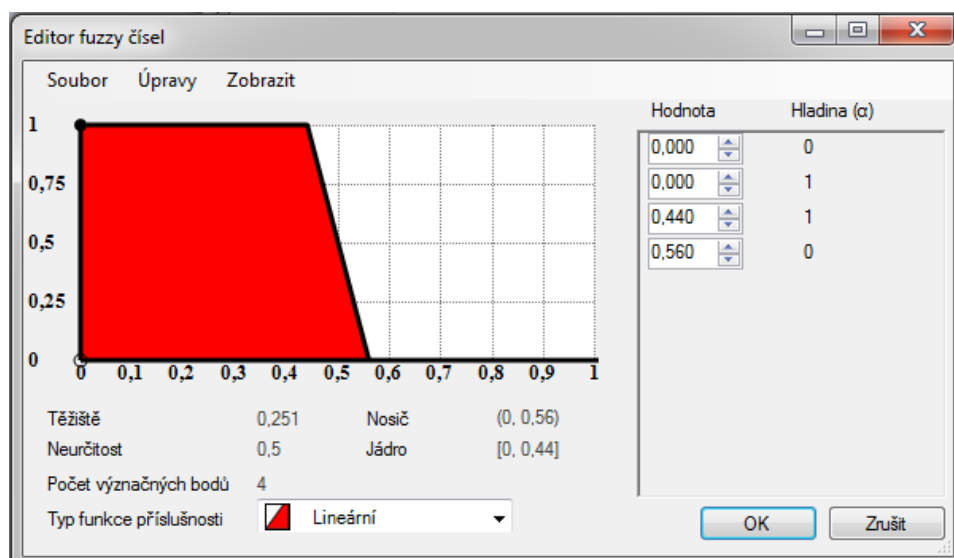 Editor fuzzy čísel
Soubor Úpravy Zobrazit
Hodnota Hladina (α)
0,000 0
0,000 1
0,440 1
0,560 0
1
0,75
0,5
0,25
0
0 0,1 0,2 0,3 0,4 0,5 0,6 0,7 0,8 0,9 1
Těžiště 0,251 Nosič (0, 0,56)
Neurčitost 0,5 Jádro [0, 0,44]
Počet význačných bodů 4
Typ funkce příslušnosti Lineární
OK Zrušit